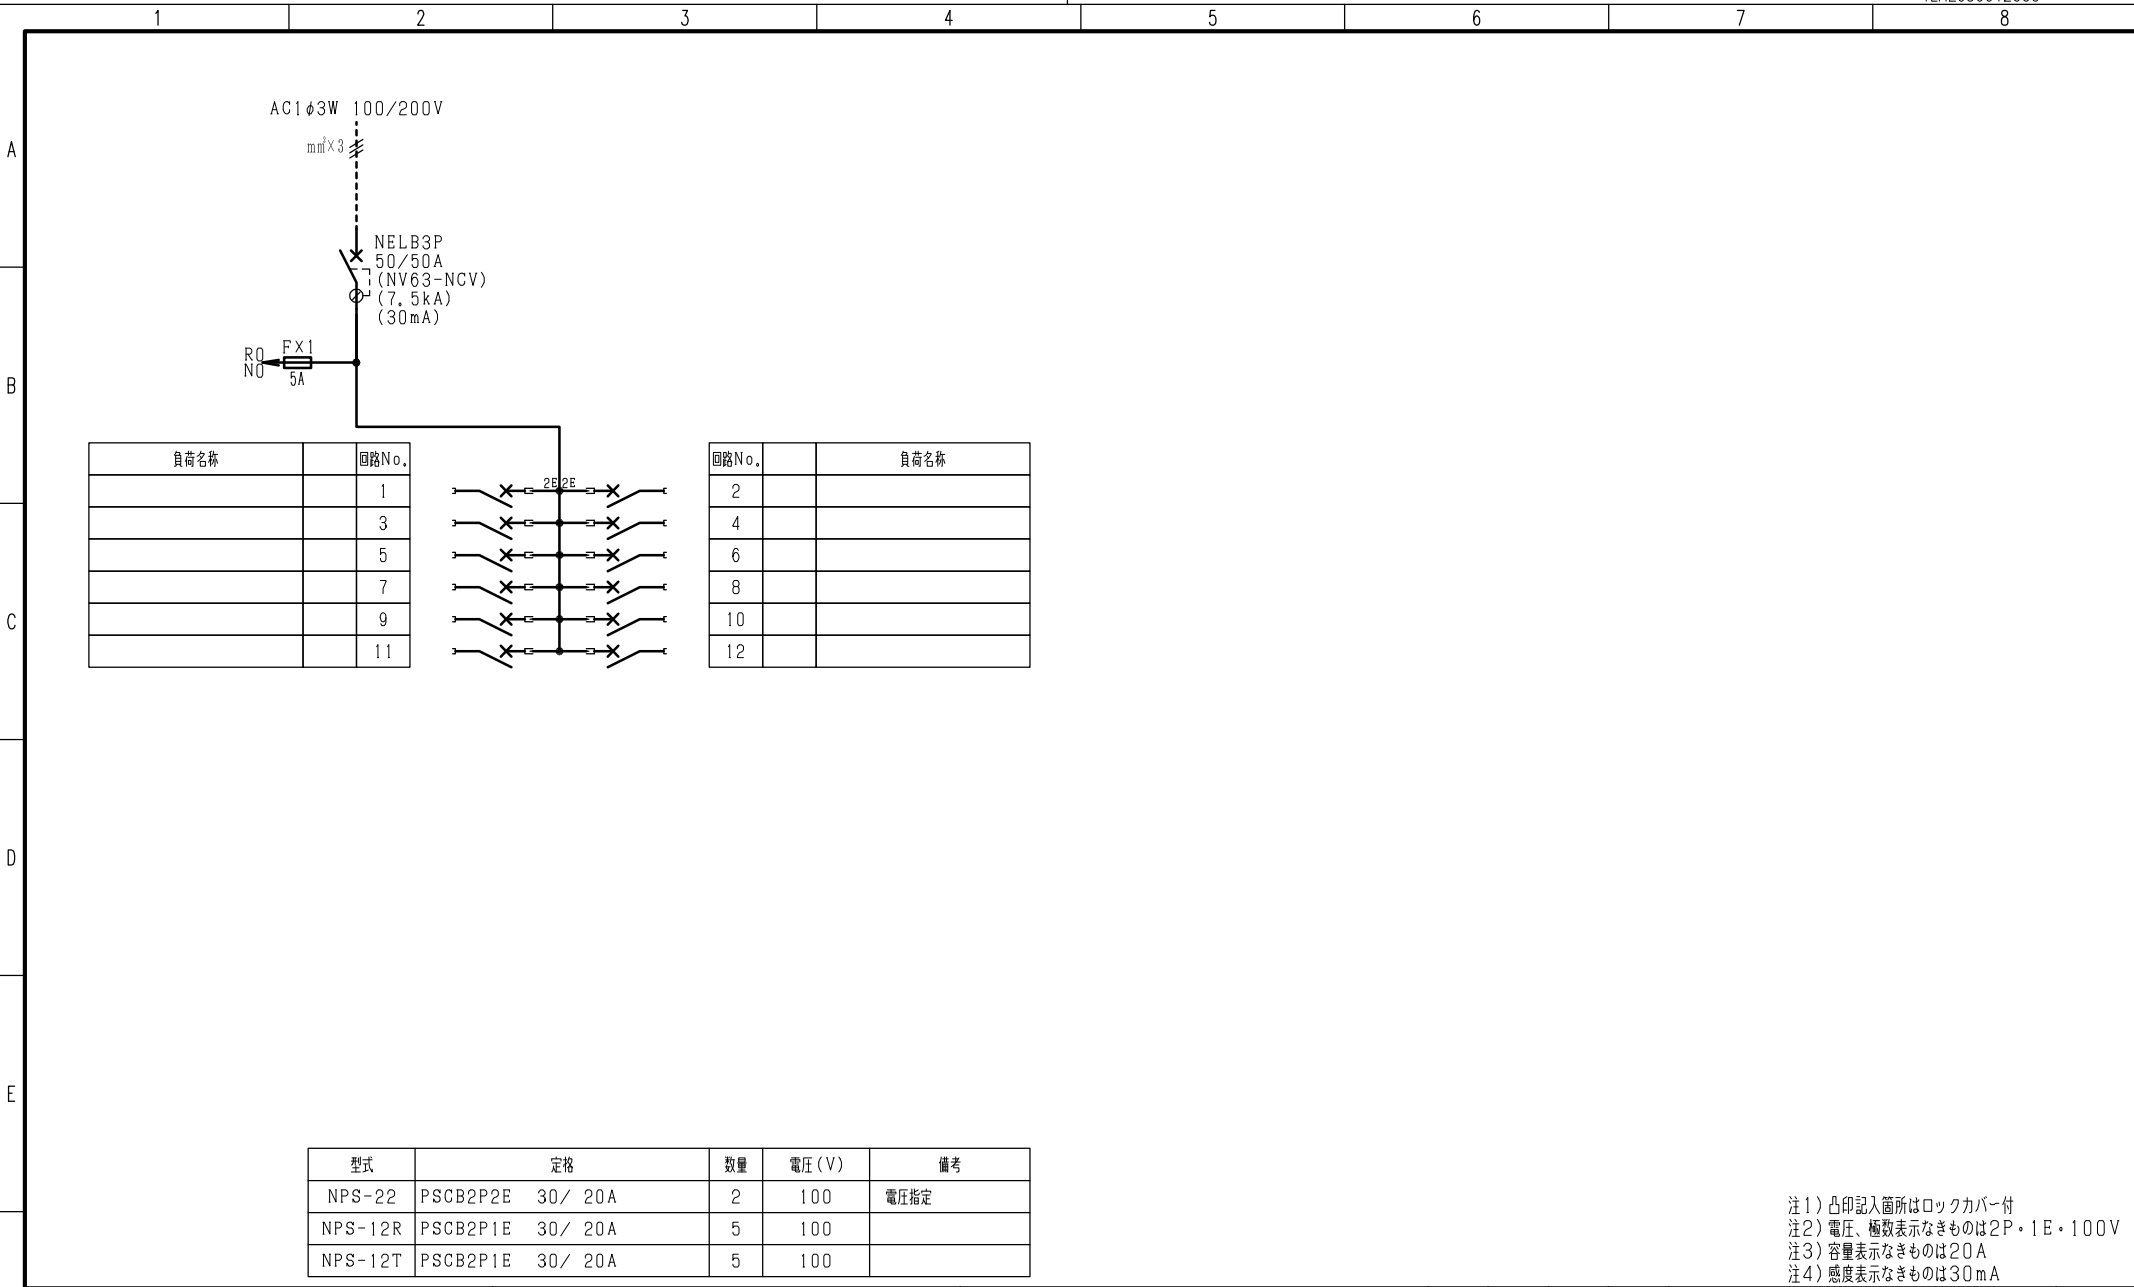 1 2 3 4 5 6 7 8
A
AC1φ3W 100/200V
mm²×3
NELB3P
50/50A
(NV63-NCV)
(7.5kA)
(30mA)
B
R0
N0
F×1
5A
負荷名称 回路No. 回路No. 負荷名称
2E 2E
1 2
3 4
5 6
7 8
9 10
11 12
C
D
E
型式 定格 数量 電圧(V) 備考
NPS-22 PSCB2P2E 30/ 20A 2 100 電圧指定
NPS-12R PSCB2P1E 30/ 20A 5 100
NPS-12T PSCB2P1E 30/ 20A 5 100
注1)凸印記入箇所はロックカバー付
注2)電圧、極数表示なきものは2P・1E・100V
注3)容量表示なきものは20A
注4)感度表示なきものは30mA